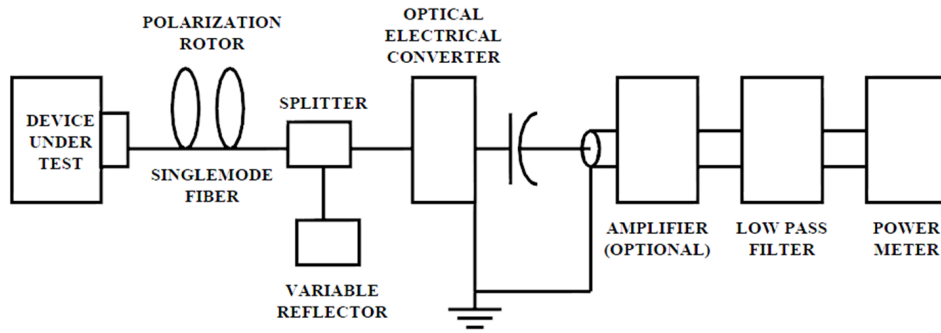 POLARIZATION
ROTOR
OPTICAL
ELECTRICAL
CONVERTER
SPLITTER
DEVICE
UNDER
TEST
SINGLEMODE
FIBER
VARIABLE
REFLECTOR
AMPLIFIER
(OPTIONAL)
LOW PASS
FILTER
POWER
METER